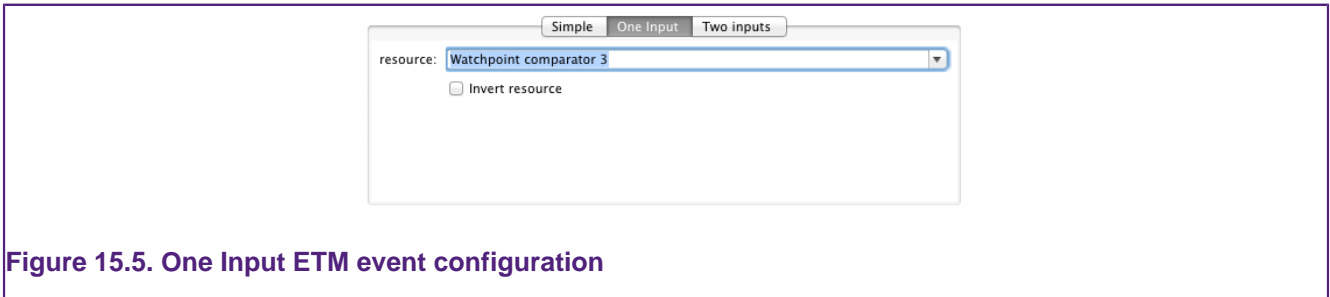 Simple One Input Two inputs
resource: Watchpoint comparator 3
Invert resource
Figure 15.5. One Input ETM event configuration